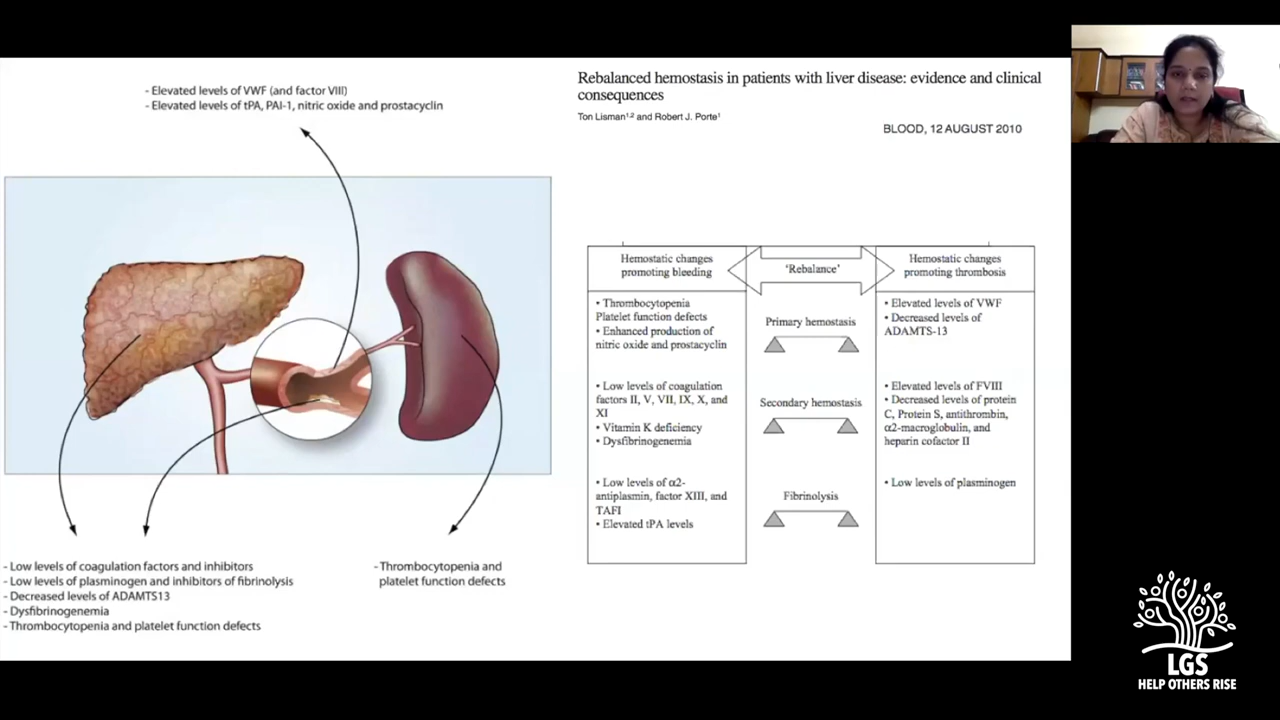 - Elevated levels of VWF (and factor VIII)
- Elevated levels of tPA, PAI-1, nitric oxide and prostacyclin
- Low levels of coagulation factors and inhibitors
- Low levels of plasminogen and inhibitors of fibrinolysis
- Decreased levels of ADAMTS13
- Dysfibrinogenemia
- Thrombocytopenia and platelet function defects
- Thrombocytopenia and
platelet function defects
Rebalanced hemostasis in patients with liver disease: evidence and clinical
consequences
Ton Lisman1,2 and Robert J. Porte1
BLOOD, 12 AUGUST 2010
Hemostatic changes
promoting bleeding
'Rebalance'
Hemostatic changes
promoting thrombosis
• Thrombocytopenia
Platelet function defects
• Enhanced production of
nitric oxide and prostacyclin
Primary hemostasis
• Elevated levels of VWF
• Decreased levels of
ADAMTS-13
• Low levels of coagulation
factors II, V, VII, IX, X, and
XI
• Vitamin K deficiency
• Dysfibrinogenemia
Secondary hemostasis
• Elevated levels of FVIII
• Decreased levels of protein
C, Protein S, antithrombin,
α2-macroglobulin, and
heparin cofactor II
• Low levels of α2-
antiplasmin, factor XIII, and
TAFI
• Elevated tPA levels
Fibrinolysis
• Low levels of plasminogen
LGS
HELP OTHERS RISE